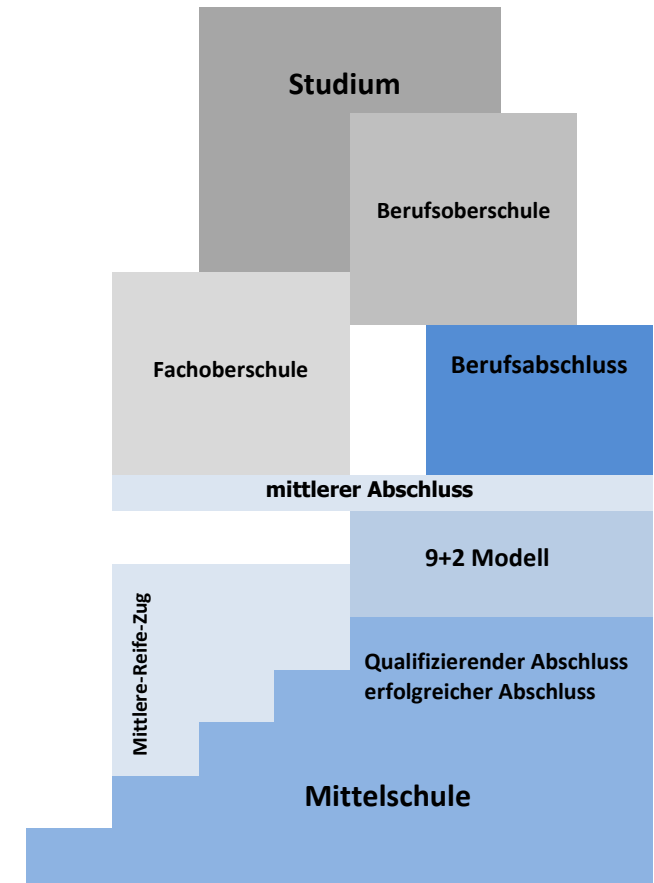 Studium
Berufsoberschule
Fachoberschule
Berufsabschluss
mittlerer Abschluss
9+2 Modell
Mittlere-Reife-Zug
Qualifizierender Abschluss
erfolgreicher Abschluss
Mittelschule